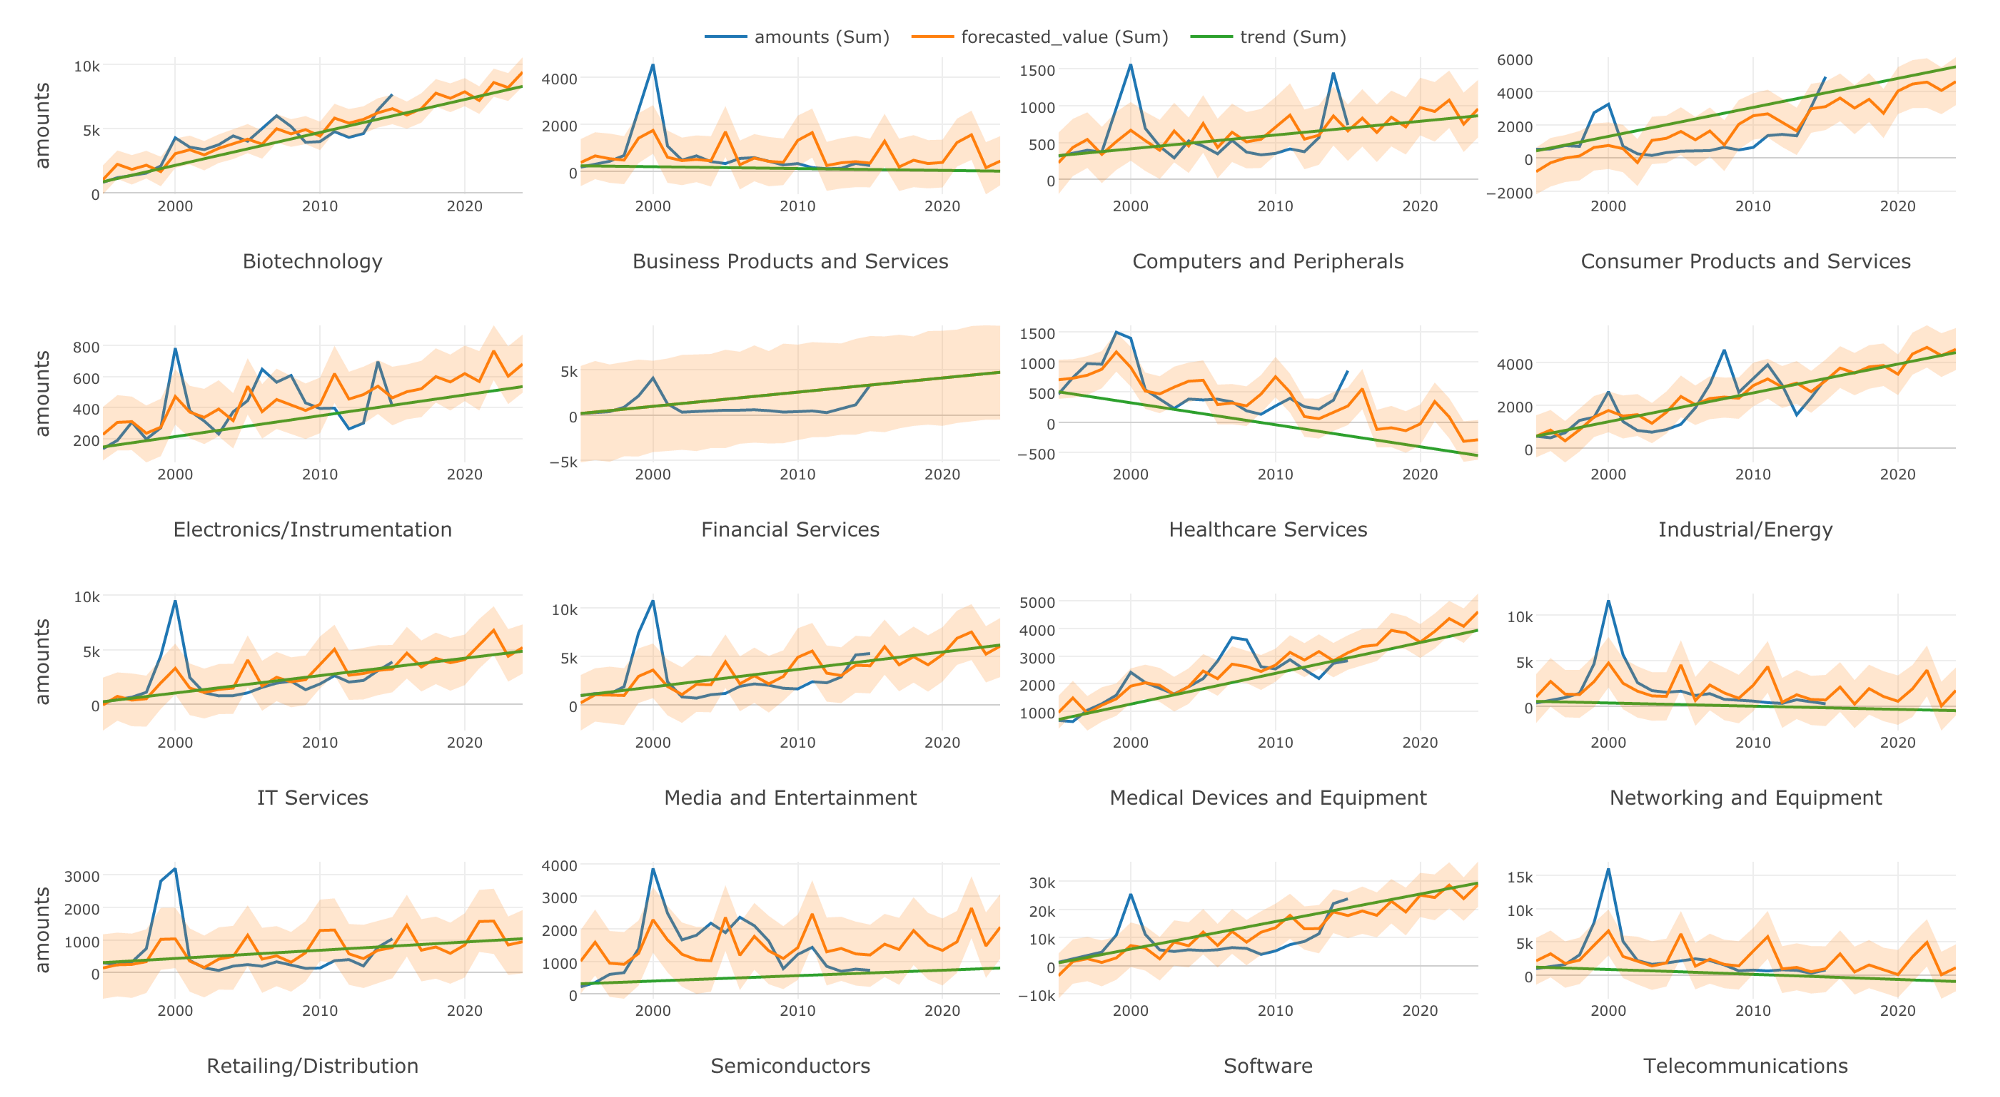 amounts (Sum) forecasted_value (Sum) trend (Sum)
amounts
10k
5k
0
2000 2010 2020
Biotechnology
4000
2000
0
2000 2010 2020
Business Products and Services
1500
1000
500
0
2000 2010 2020
Computers and Peripherals
6000
4000
2000
0
−2000
2000 2010 2020
Consumer Products and Services
amounts
800
600
400
200
2000 2010 2020
Electronics/Instrumentation
5k
0
−5k
2000 2010 2020
Financial Services
1500
1000
500
0
−500
2000 2010 2020
Healthcare Services
4000
2000
0
2000 2010 2020
Industrial/Energy
amounts
10k
5k
0
2000 2010 2020
IT Services
10k
5k
0
2000 2010 2020
Media and Entertainment
5000
4000
3000
2000
1000
2000 2010 2020
Medical Devices and Equipment
10k
5k
0
2000 2010 2020
Networking and Equipment
amounts
3000
2000
1000
0
2000 2010 2020
Retailing/Distribution
4000
3000
2000
1000
0
2000 2010 2020
Semiconductors
30k
20k
10k
0
−10k
2000 2010 2020
Software
15k
10k
5k
0
2000 2010 2020
Telecommunications